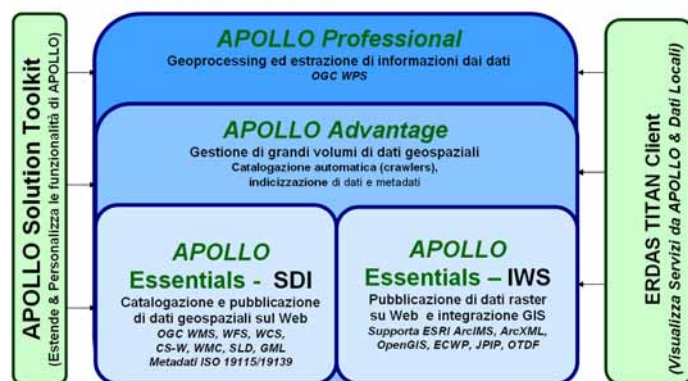 APOLLO Solution Toolkit
(Estende & Personalizza le funzionalità di APOLLO)
APOLLO Professional
Geoprocessing ed estrazione di informazioni dai dati
OGC WPS
APOLLO Advantage
Gestione di grandi volumi di dati geospaziali
Catalogazione automatica (crawlers),
indicizzazione di dati e metadati
APOLLO
Essentials - SDI
Catalogazione e pubblicazione
di dati geospaziali sul Web
OGC WMS, WFS, WCS,
CS-W, WMC, SLD, GML
Metadati ISO 19115/19139
APOLLO
Essentials – IWS
Pubblicazione di dati raster
su Web e integrazione GIS
Supporta ESRI ArcIMS, ArcXML,
OpenGIS, ECWP, JPIP, OTDF
ERDAS TITAN Client
(Visualizza Servizi da APOLLO & Dati Locali)